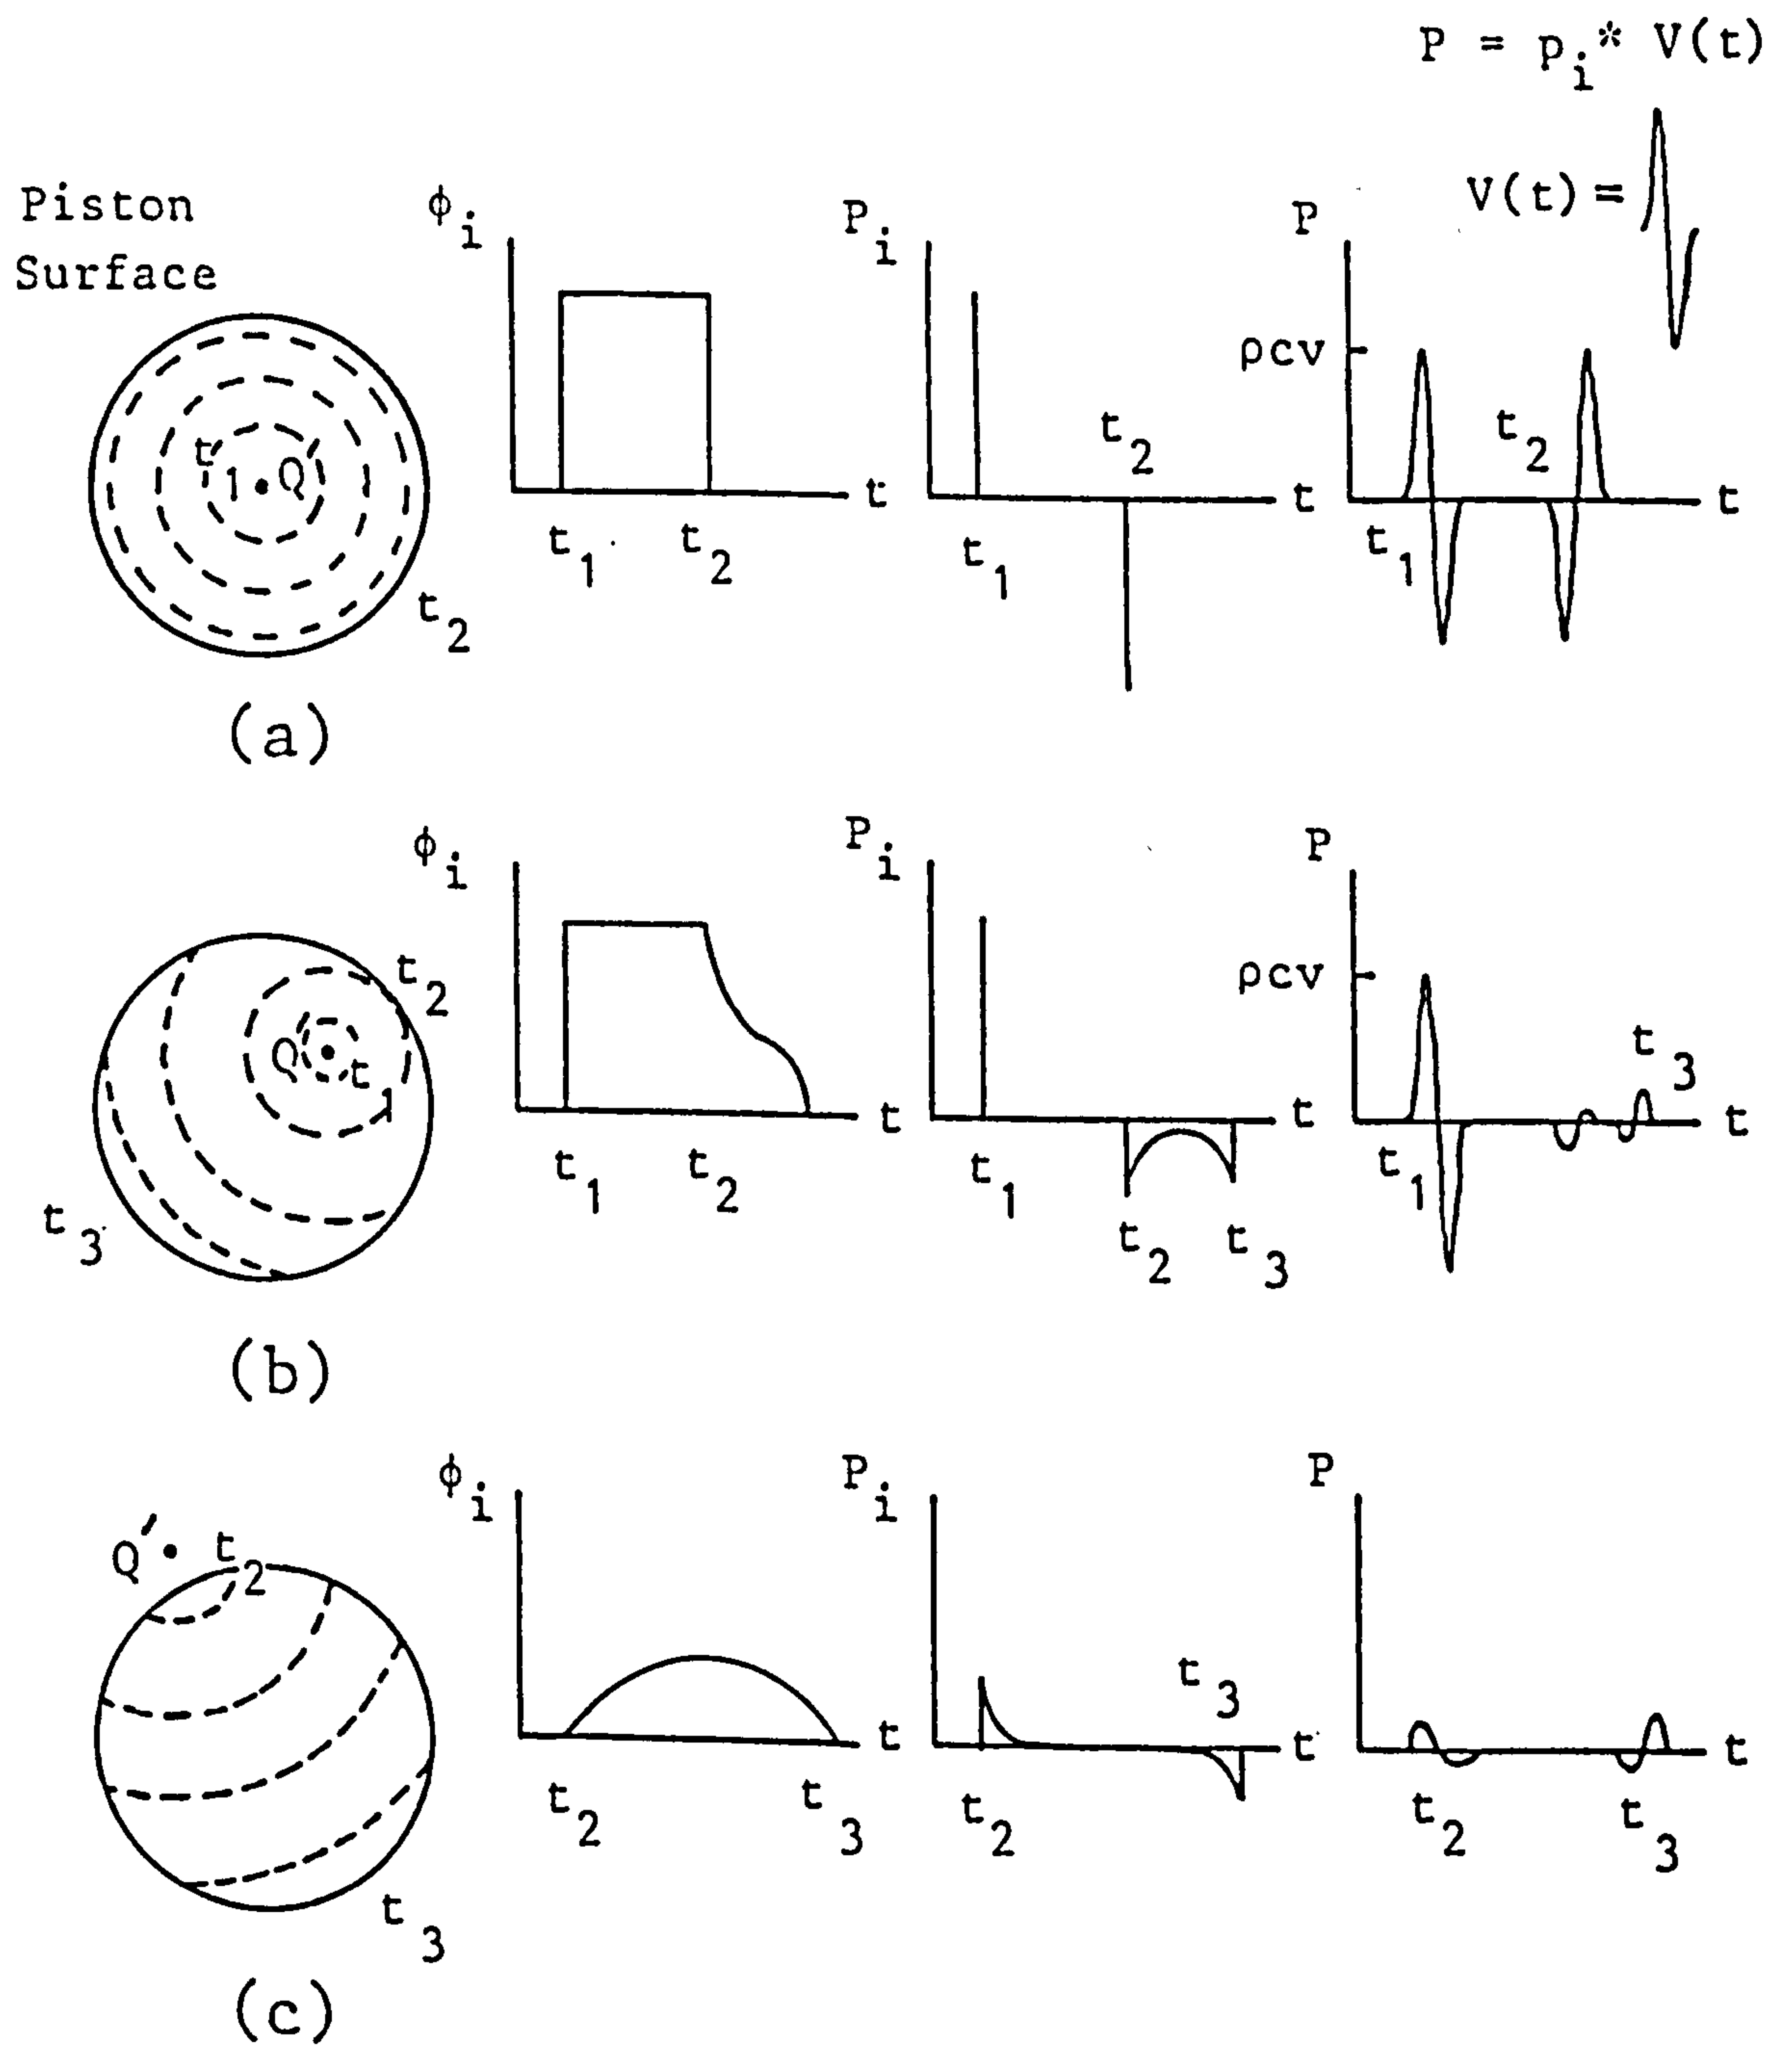 P = p_i* V(t)
V(t) =
Piston
Surface
ϕ_i
P_i
P
ρcv
t_1 Q'
t_2
t_1
t_2
t
t_1
t_2
t
t_1
t_2
t
(a)
ϕ_i
P_i
P
ρcv
t_2
Q' t_1
t_3
t_1
t_2
t
t_1
t_2
t_3
t
t_1
t_3
t
(b)
ϕ_i
P_i
P
Q' t_2
t_3
t_2
t_3
t
t_2
t_3
t
t_2
t_3
t
(c)